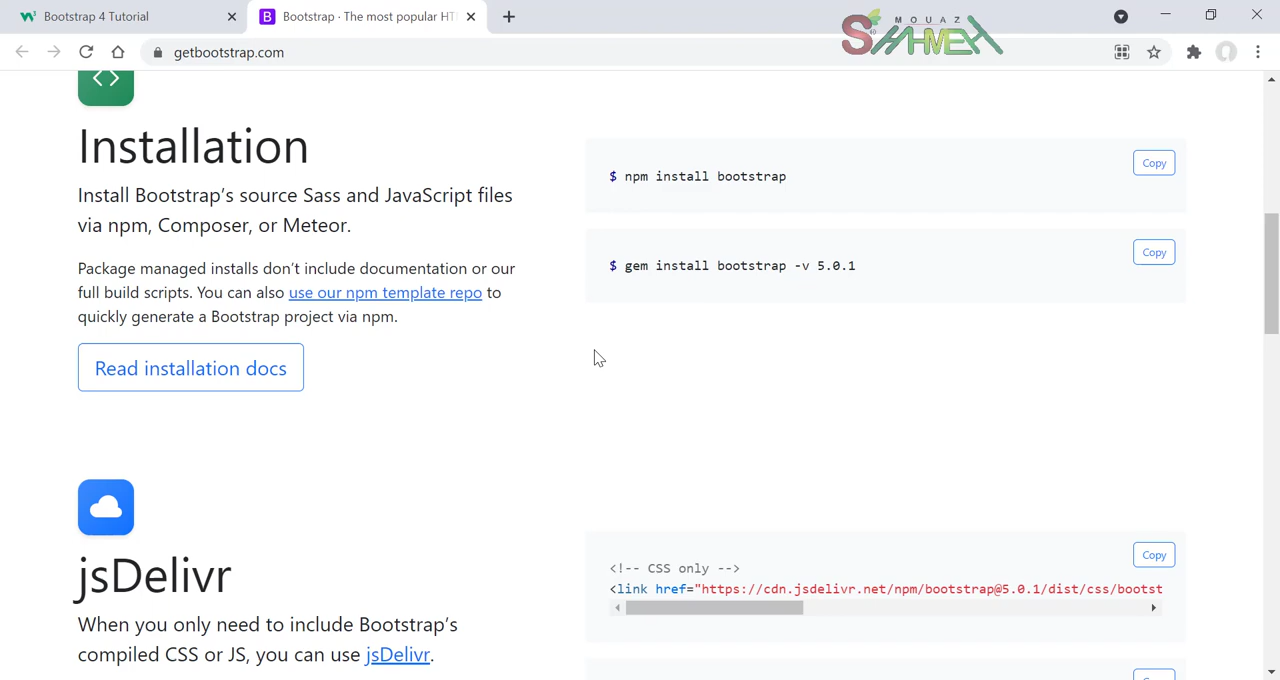 Bootstrap 4 Tutorial
Bootstrap · The most popular HT
MOUAZ
SAHMEH
getbootstrap.com
Installation
Install Bootstrap's source Sass and JavaScript files
via npm, Composer, or Meteor.
Package managed installs don't include documentation or our
full build scripts. You can also use our npm template repo to
quickly generate a Bootstrap project via npm.
Read installation docs
$ npm install bootstrap
Copy
$ gem install bootstrap -v 5.0.1
Copy
jsDelivr
When you only need to include Bootstrap's
compiled CSS or JS, you can use jsDelivr.
Copy
<!-- CSS only -->
<link href="https://cdn.jsdelivr.net/npm/bootstrap@5.0.1/dist/css/bootst